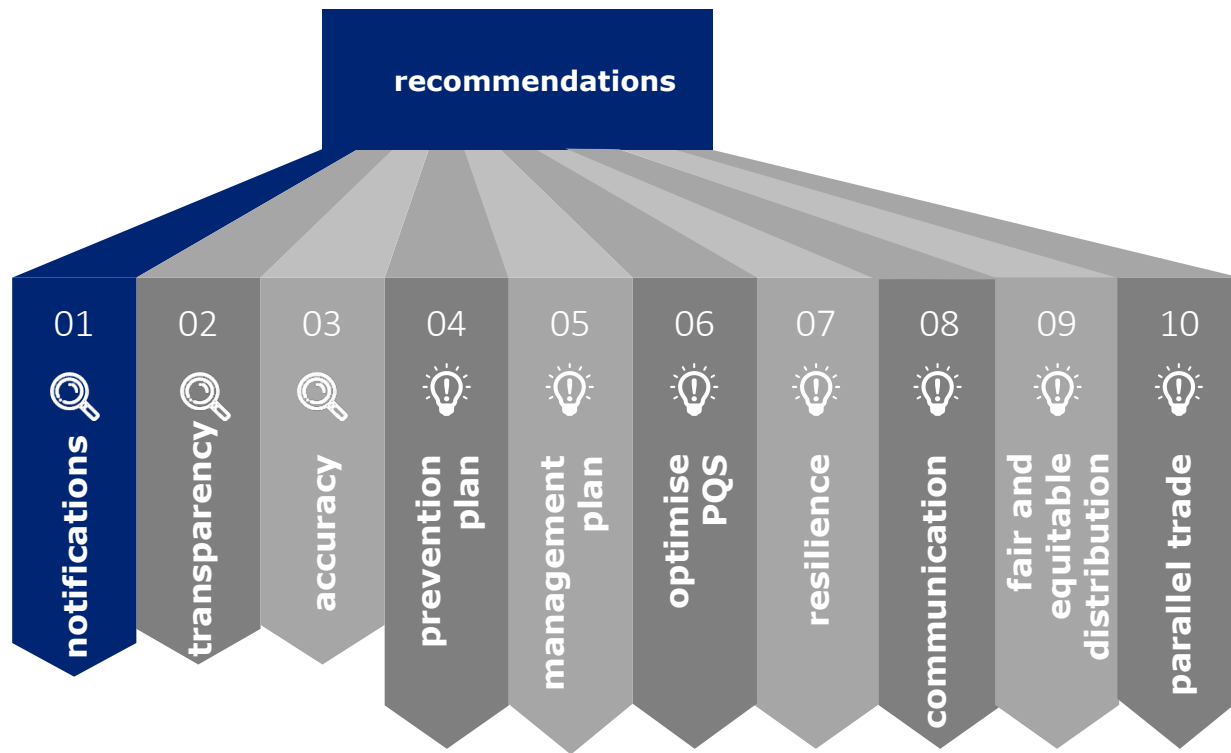 recommendations
01
notifications
02
transparency
03
accuracy
04
prevention
plan
05
management
plan
06
optimise
PQS
07
resilience
08
communication
09
fair and
equitable
distribution
10
parallel trade